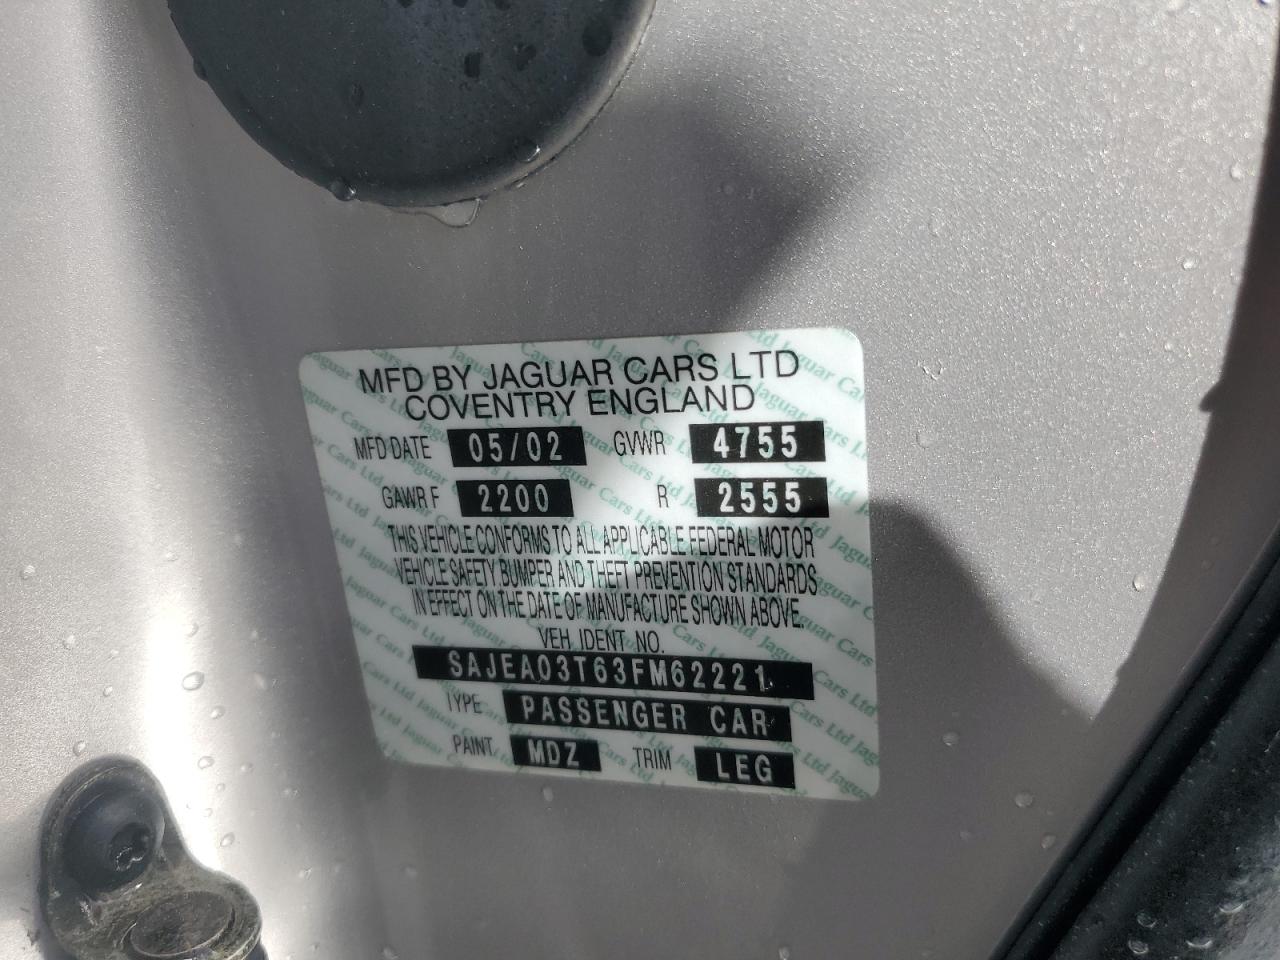 MFD BY JAGUAR CARS LTD
COVENTRY ENGLAND
MFD DATE 05/02 GVWR 4755
GAWR F 2200 R 2555
THIS VEHICLE CONFORMS TO ALL APPLICABLE FEDERAL MOTOR
VEHICLE SAFETY, BUMPER AND THEFT PREVENTION STANDARDS
IN EFFECT ON THE DATE OF MANUFACTURE SHOWN ABOVE.
VEH. IDENT. NO.
SAJEA03T63FM62221
TYPE PASSENGER CAR
PAINT MDZ TRIM LEG